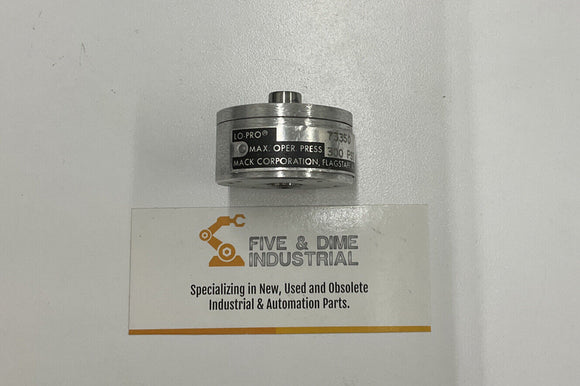 LO-PRO®
MAX. OPER. PRESS 300
MACK CORPORATION, FLAGSTAFF
FIVE & DIME
INDUSTRIAL
Specializing in New, Used and Obsolete
Industrial & Automation Parts.